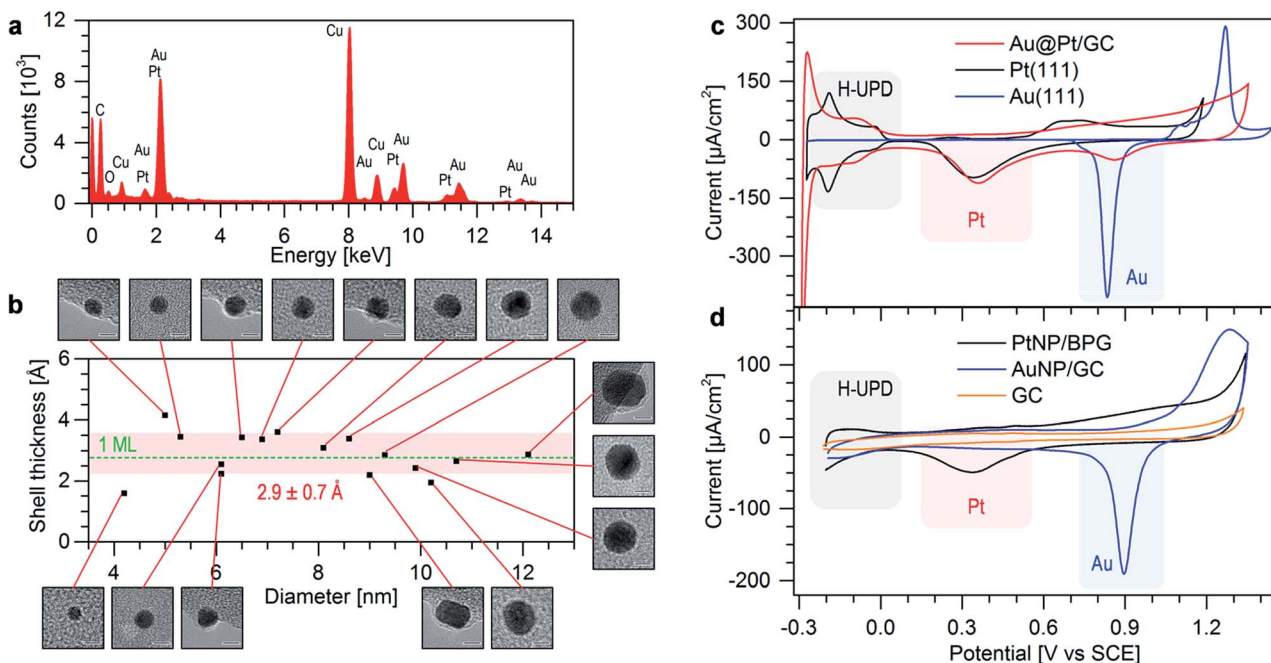 a
Counts [10³]
12
9
6
3
0
C
O
Cu
Au
Pt
Au
Pt
Cu
Au
Cu
Au
Pt
Au
Pt
Au
Pt
Au
0 2 4 6 8 10 12 14
Energy [keV]
b
Shell thickness [Å]
6
4
2
0
1 ML
2.9 ± 0.7 Å
4 6 8 10 12
Diameter [nm]
c
Current [µA/cm²]
300
150
0
-150
-300
H-UPD
Au@Pt/GC
Pt(111)
Au(111)
Pt
Au
d
Current [µA/cm²]
100
0
-100
-200
H-UPD
PtNP/BPG
AuNP/GC
GC
Pt
Au
-0.3 0.0 0.3 0.6 0.9 1.2
Potential [V vs SCE]